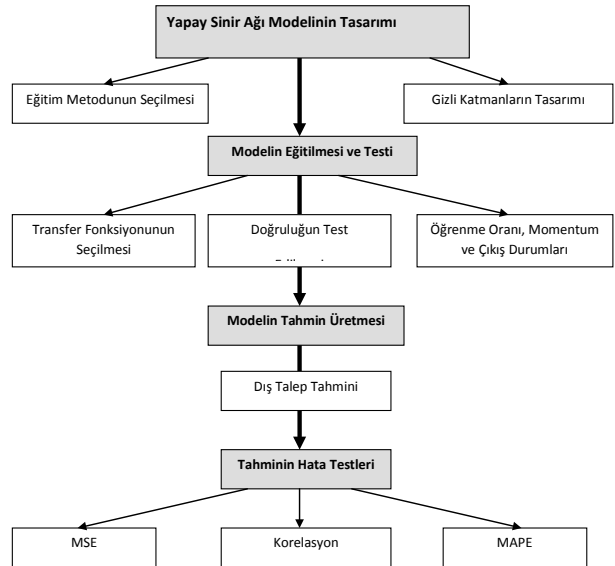 Yapay Sinir Ağı Modelinin Tasarımı
Eğitim Metodunun Seçilmesi
Gizli Katmanların Tasarımı
Modelin Eğitilmesi ve Testi
Transfer Fonksiyonunun
Seçilmesi
Doğruluğun Test
Öğrenme Oranı, Momentum
ve Çıkış Durumları
Modelin Tahmin Üretmesi
Dış Talep Tahmini
Tahminin Hata Testleri
MSE
Korelasyon
MAPE